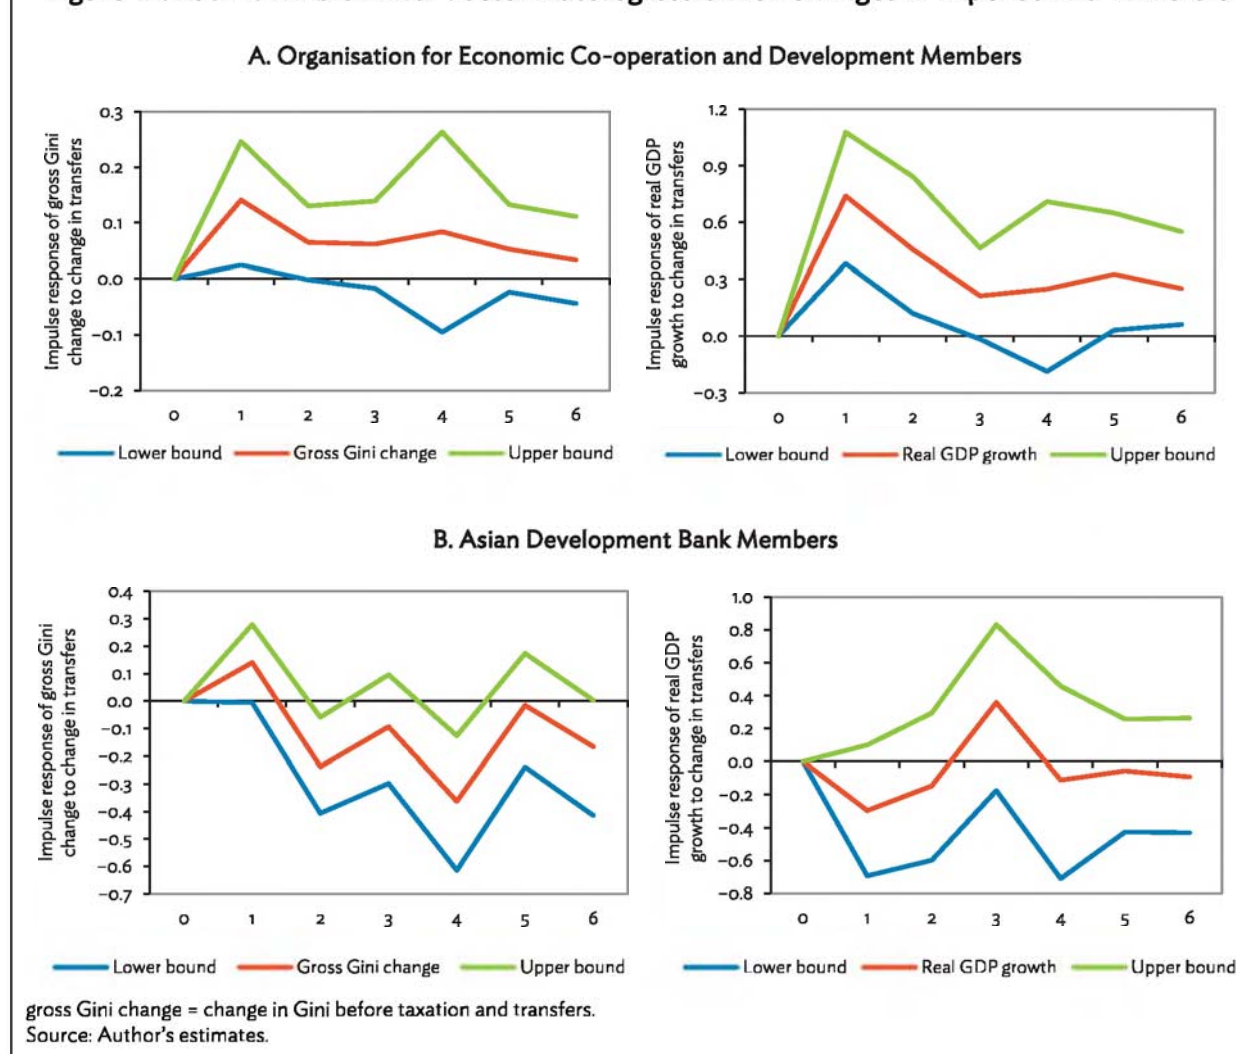 A. Organisation for Economic Co-operation and Development Members
Impulse response of gross Gini
change to change in transfers
0.3
0.2
0.1
0.0
−0.1
−0.2
0 1 2 3 4 5 6
Lower bound Gross Gini change Upper bound
Impulse response of real GDP
growth to change in transfers
1.2
0.9
0.6
0.3
0.0
−0.3
0 1 2 3 4 5 6
Lower bound Real GDP growth Upper bound
B. Asian Development Bank Members
Impulse response of gross Gini
change to change in transfers
0.4
0.3
0.2
0.1
0.0
−0.1
−0.2
−0.3
−0.4
−0.5
−0.6
−0.7
0 1 2 3 4 5 6
Lower bound Gross Gini change Upper bound
Impulse response of real GDP
growth to change in transfers
1.0
0.8
0.6
0.4
0.2
0.0
−0.2
−0.4
−0.6
−0.8
0 1 2 3 4 5 6
Lower bound Real GDP growth Upper bound
gross Gini change = change in Gini before taxation and transfers.
Source: Author's estimates.